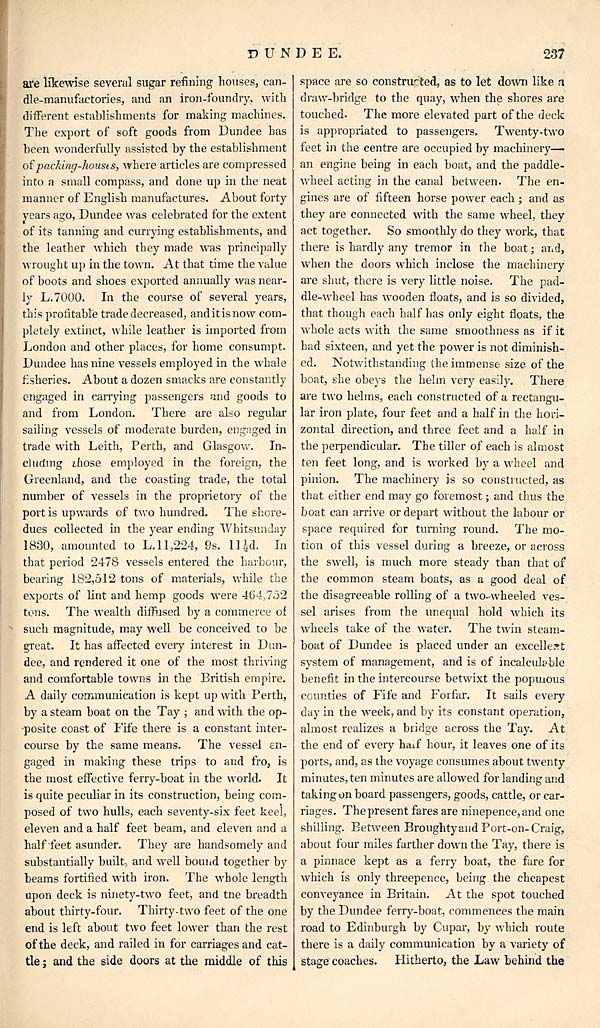 DUNDEE. 237
are likewise several sugar refining houses, can-
dle-manufactories, and an iron-foundry, with
different establishments for making machines.
The export of soft goods from Dundee has
been wonderfully assisted by the establishment
of packing-houses, where articles are compressed
into a small compass, and done up in the neat
manner of English manufactures. About forty
years ago, Dundee was celebrated for the extent
of its tanning and currying establishments, and
the leather which they made was principally
wrought up in the town. At that time the value
of boots and shoes exported annually was near-
ly L.7000. In the course of several years,
this profitable trade decreased, and it is now com-
pletely extinct, while leather is imported from
London and other places, for home consumpt.
Dundee has nine vessels employed in the whale
fisheries. About a dozen smacks are constantly
engaged in carrying passengers and goods to
and from London. There are also regular
sailing vessels of moderate burden, engaged in
trade with Leith, Perth, and Glasgow. In-
cluding those employed in the foreign, the
Greenland, and the coasting trade, the total
number of vessels in the proprietory of the
port is upwards of two hundred. The shore-
dues collected in the year ending Whitsunday
1830, amounted to L.11,224, 9s. 11½d. In
that period 2478 vessels entered the harbour,
bearing 182,512 tons of materials, while the
exports of lint and hemp goods were 464,752
tons. The wealth diffused by a commerce of
such magnitude, may well be conceived to be
great. It has affected every interest in Dun-
dee, and rendered it one of the most thriving
and comfortable towns in the British empire.
A daily communication is kept up with Perth,
by a steam boat on the Tay ; and with the op-
posite coast of Fife there is a constant inter-
course by the same means. The vessel en-
gaged in making these trips to and fro, is
the most effective ferry-boat in the world. It
is quite peculiar in its construction, being com-
posed of two hulls, each seventy-six feet keel,
eleven and a half feet beam, and eleven and a
half feet asunder. They are handsomely and
substantially built, and well bound together by
beams fortified with iron. The whole length
upon deck is ninety-two feet, and the breadth
about thirty-four. Thirty-two feet of the one
end is left about two feet lower than the rest
of the deck, and railed in for carriages and cat-
tle ; and the side doors at the middle of this
space are so constructed, as to let down like a
draw-bridge to the quay, when the shores are
touched. The more elevated part of the deck
is appropriated to passengers. Twenty-two
feet in the centre are occupied by machinery—
an engine being in each boat, and the paddle-
wheel acting in the canal between. The en-
gines are of fifteen horse power each ; and as
they are connected with the same wheel, they
act together. So smoothly do they work, that
there is hardly any tremor in the boat ; and,
when the doors which inclose the machinery
are shut, there is very little noise. The pad-
dle-wheel has wooden floats, and is so divided,
that though each half has only eight floats, the
whole acts with the same smoothness as if it
had sixteen, and yet the power is not diminish-
ed. Notwithstanding the immense size of the
boat, she obeys the helm very easily. There
are two helms, each constructed of a rectangu-
lar iron plate, four feet and a half in the hori-
zontal direction, and three feet and a half in
the perpendicular. The tiller of each is almost
ten feet long, and is worked by a wheel and
pinion. The machinery is so constructed, as
that either end may go foremost ; and thus the
boat can arrive or depart without the labour or
space required for turning round. The mo-
tion of this vessel during a breeze, or across
the swell, is much more steady than that of
the common steam boats, as a good deal of
the disagreeable rolling of a two-wheeled ves-
sel arises from the unequal hold which its
wheels take of the water. The twin steam-
boat of Dundee is placed under an excellent
system of management, and is of incalculable
benefit in the intercourse betwixt the populous
counties of Fife and Forfar. It sails every
day in the week, and by its constant operation,
almost realizes a bridge across the Tay. At
the end of every half hour, it leaves one of its
ports, and, as the voyage consumes about twenty
minutes, ten minutes are allowed for landing and
taking on board passengers, goods, cattle, or car-
riages. The present fares are ninepence, and one
shilling. Between Broughty and Port-on-Craig,
about four miles farther down the Tay, there is
a pinnace kept as a ferry boat, the fare for
which is only threepence, being the cheapest
conveyance in Britain. At the spot touched
by the Dundee ferry-boat, commences the main
road to Edinburgh by Cupar, by which route
there is a daily communication by a variety of
stage coaches. Hitherto, the Law behind the